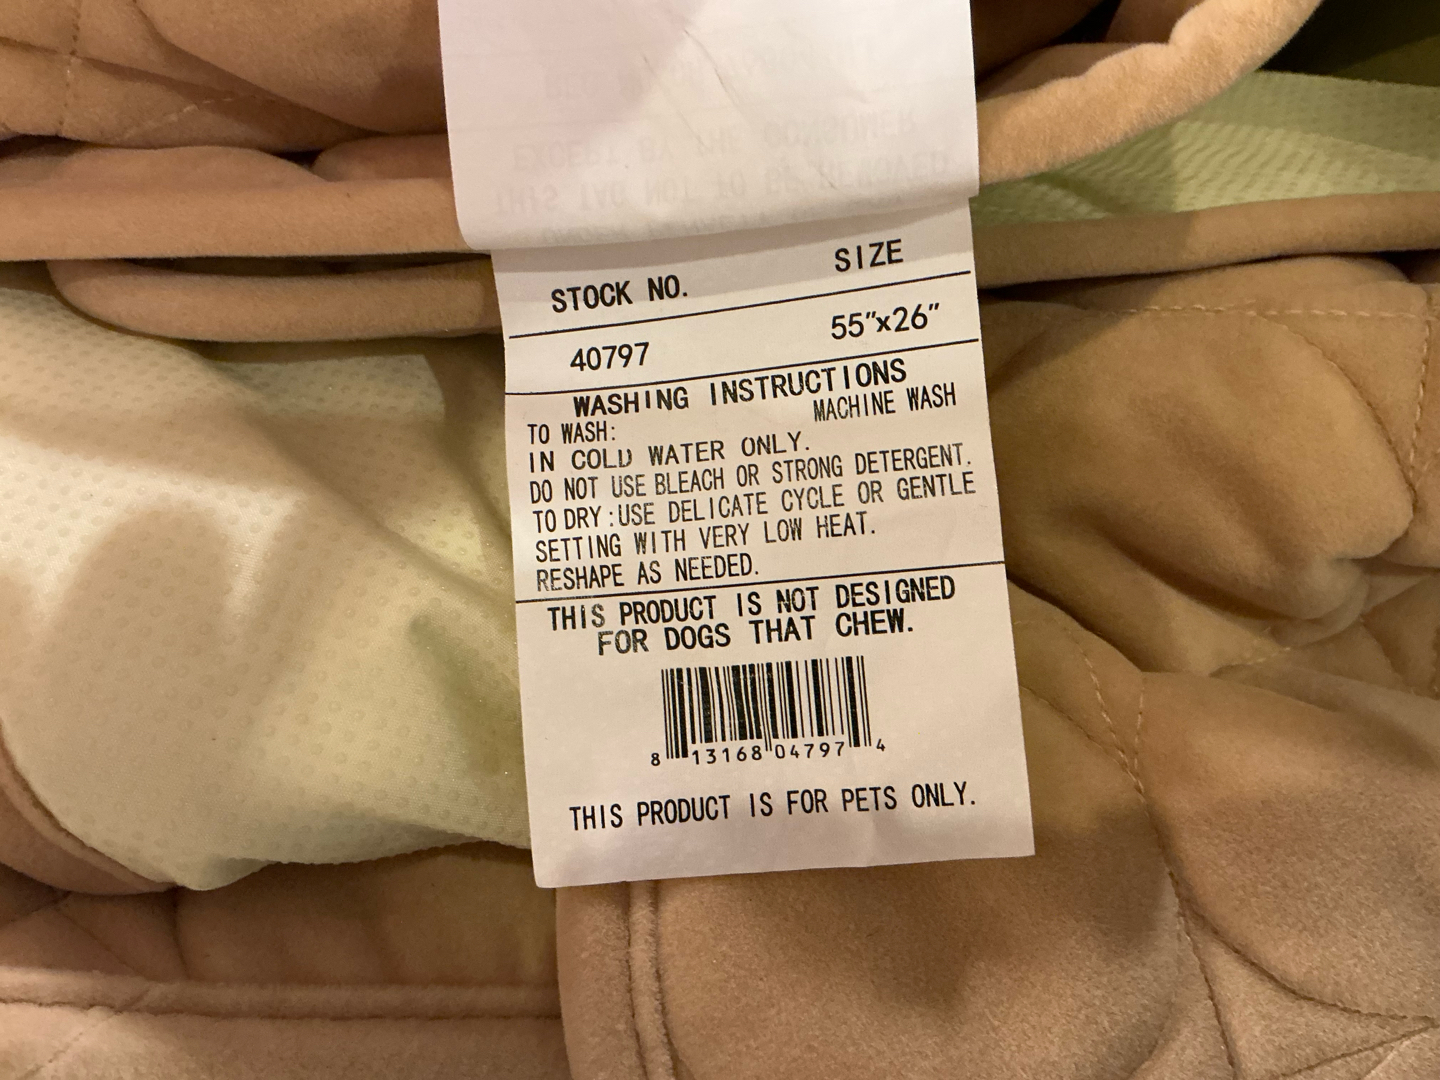 STOCK NO. SIZE
40797 55"x26"
WASHING INSTRUCTIONS
TO WASH: MACHINE WASH
IN COLD WATER ONLY.
DO NOT USE BLEACH OR STRONG DETERGENT.
TO DRY:USE DELICATE CYCLE OR GENTLE
SETTING WITH VERY LOW HEAT.
RESHAPE AS NEEDED.
THIS PRODUCT IS NOT DESIGNED
FOR DOGS THAT CHEW.
8 13168 04797 4
THIS PRODUCT IS FOR PETS ONLY.